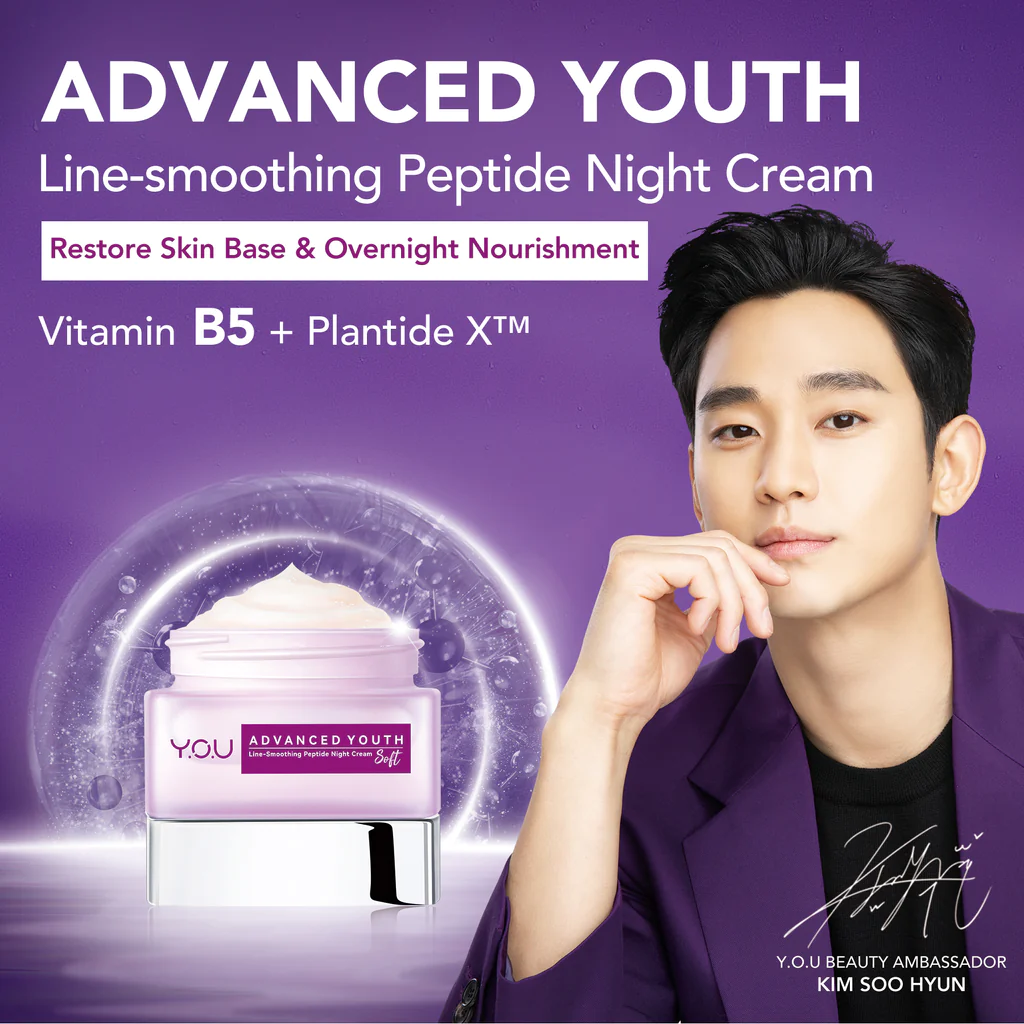 ADVANCED YOUTH
Line-smoothing Peptide Night Cream
Restore Skin Base & Overnight Nourishment
Vitamin B5 + Plantide X™
Y.O.U
ADVANCED YOUTH
Line-Smoothing Peptide Night Cream
Soft
Y.O.U BEAUTY AMBASSADOR
KIM SOO HYUN